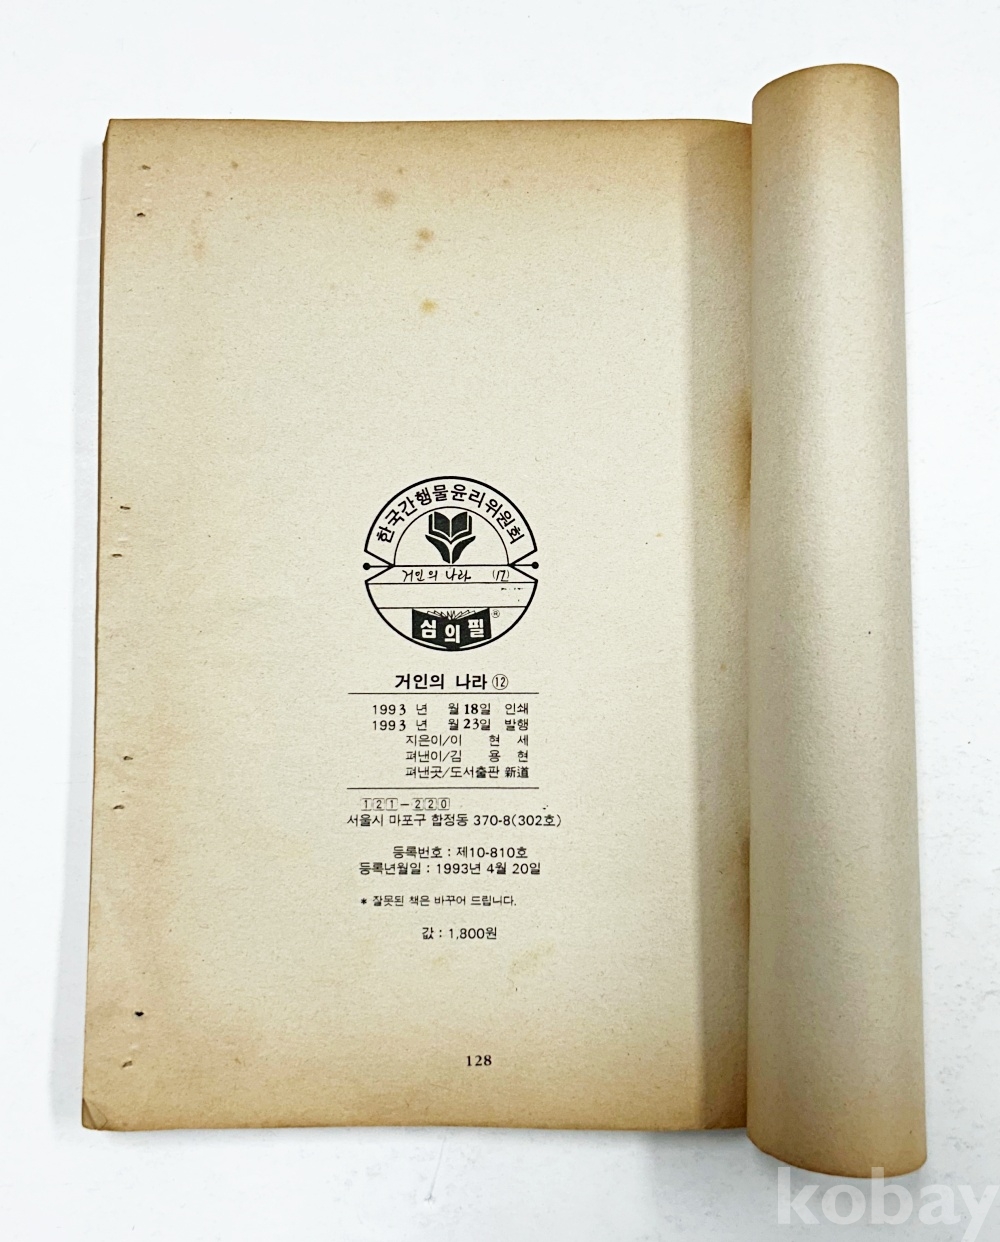 한국간행물윤리위원회
거인의 나라 (12)
심의필 ®
거인의 나라 ⑫
1993 년 월 18일 인쇄
1993 년 월 23일 발행
지은이/이 현 세
펴낸이/김 용 현
펴낸곳/도서출판 新道
121-220
서울시 마포구 합정동 370-8(302호)
등록번호 : 제10-810호
등록년월일 : 1993년 4월 20일
* 잘못된 책은 바꾸어 드립니다.
값 : 1,800원
128
kobay